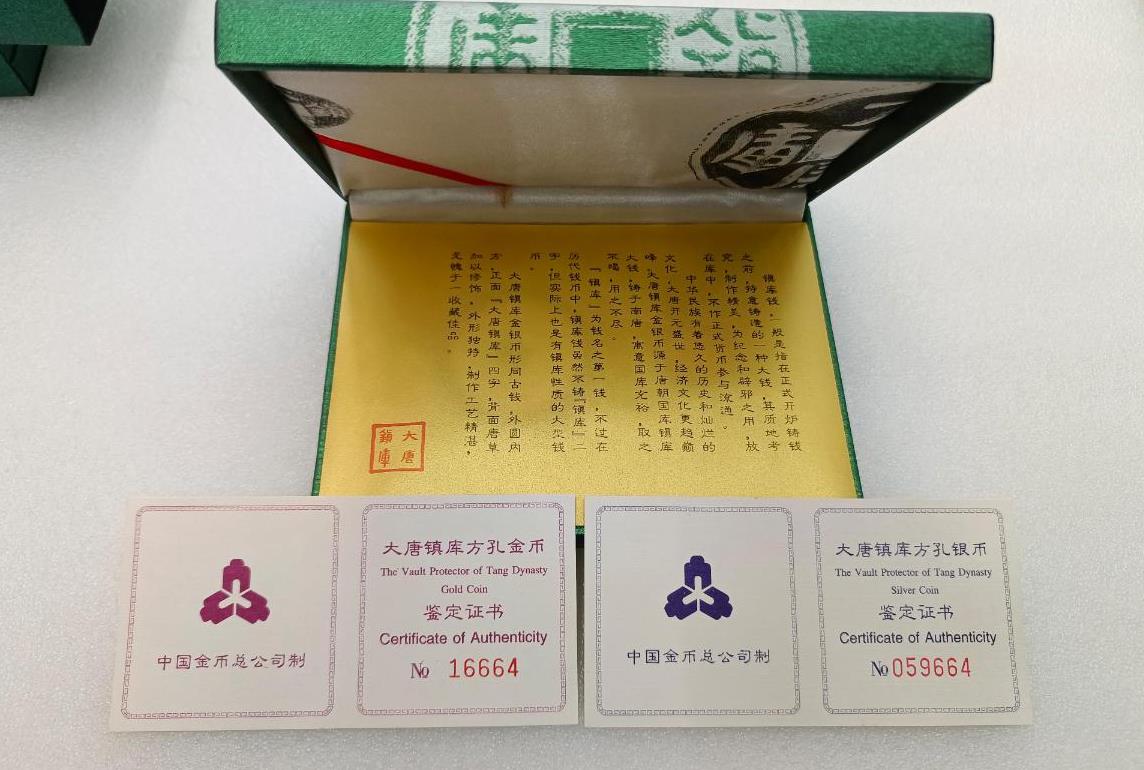 唐
镇库钱,一般是指在正式开炉铸钱
之前,特意铸造的一种大钱,其质地考
究,制作精美,为纪念和辟邪之用,放
在库中,不作正式货币参与流通。
中华民族有着悠久的历史和灿烂的
文化,大唐开元盛世,经济文化更趋巅
峰,大唐镇库金银币源于唐朝国库镇库
大钱,铸于南唐,寓意国库充裕,取之
不竭,用之不尽。
『镇库』为钱名之第一钱,不过在
历代钱币中,镇库钱虽然不铸『镇库』二
字,但实际上也是有镇库性质的大型钱
币。
大唐镇库金银币形同古钱,外圆内
方,正面『大唐镇库』四字,背面唐草
加以修饰,外形独特,制作工艺精湛,
于一收藏佳品。
大唐
鎮庫
中国金币总公司制
大唐镇库方孔金币
The Vault Protector of Tang Dynasty
Gold Coin
鉴定证书
Certificate of Authenticity
№ 16664
中国金币总公司制
大唐镇库方孔银币
The Vault Protector of Tang Dynasty
Silver Coin
鉴定证书
Certificate of Authenticity
№ 059664